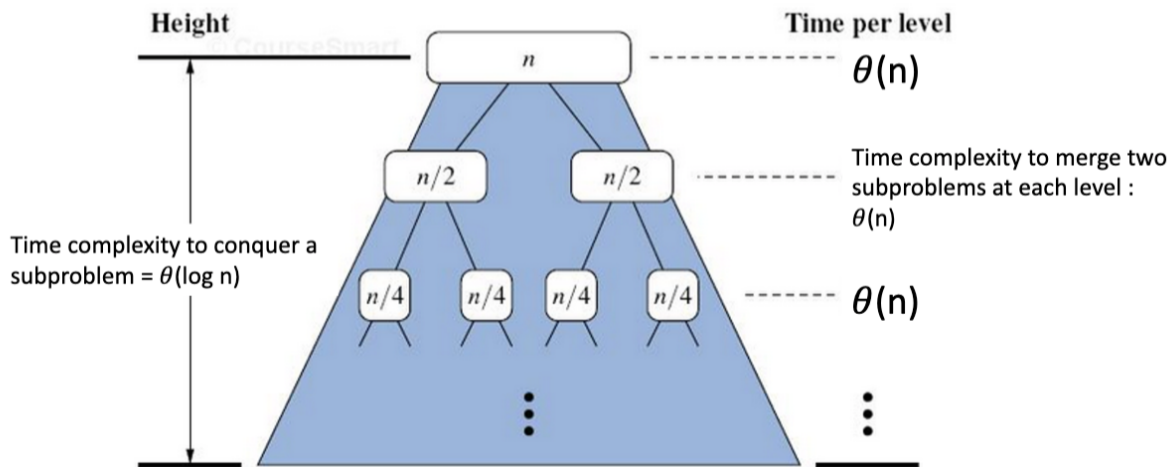 Height
© CourseSmart
Time per level
n
θ(n)
n/2
n/2
Time complexity to merge two
subproblems at each level :
θ(n)
Time complexity to conquer a
subproblem = θ(log n)
n/4
n/4
n/4
n/4
θ(n)